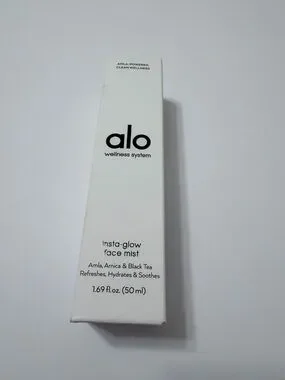 AMLA-POWERED
CLEAN WELLNESS
alo
wellness system
insta-glow
face mist
Amla, Arnica & Black Tea
Refreshes, Hydrates & Soothes
1.69 fl oz. (50 ml)